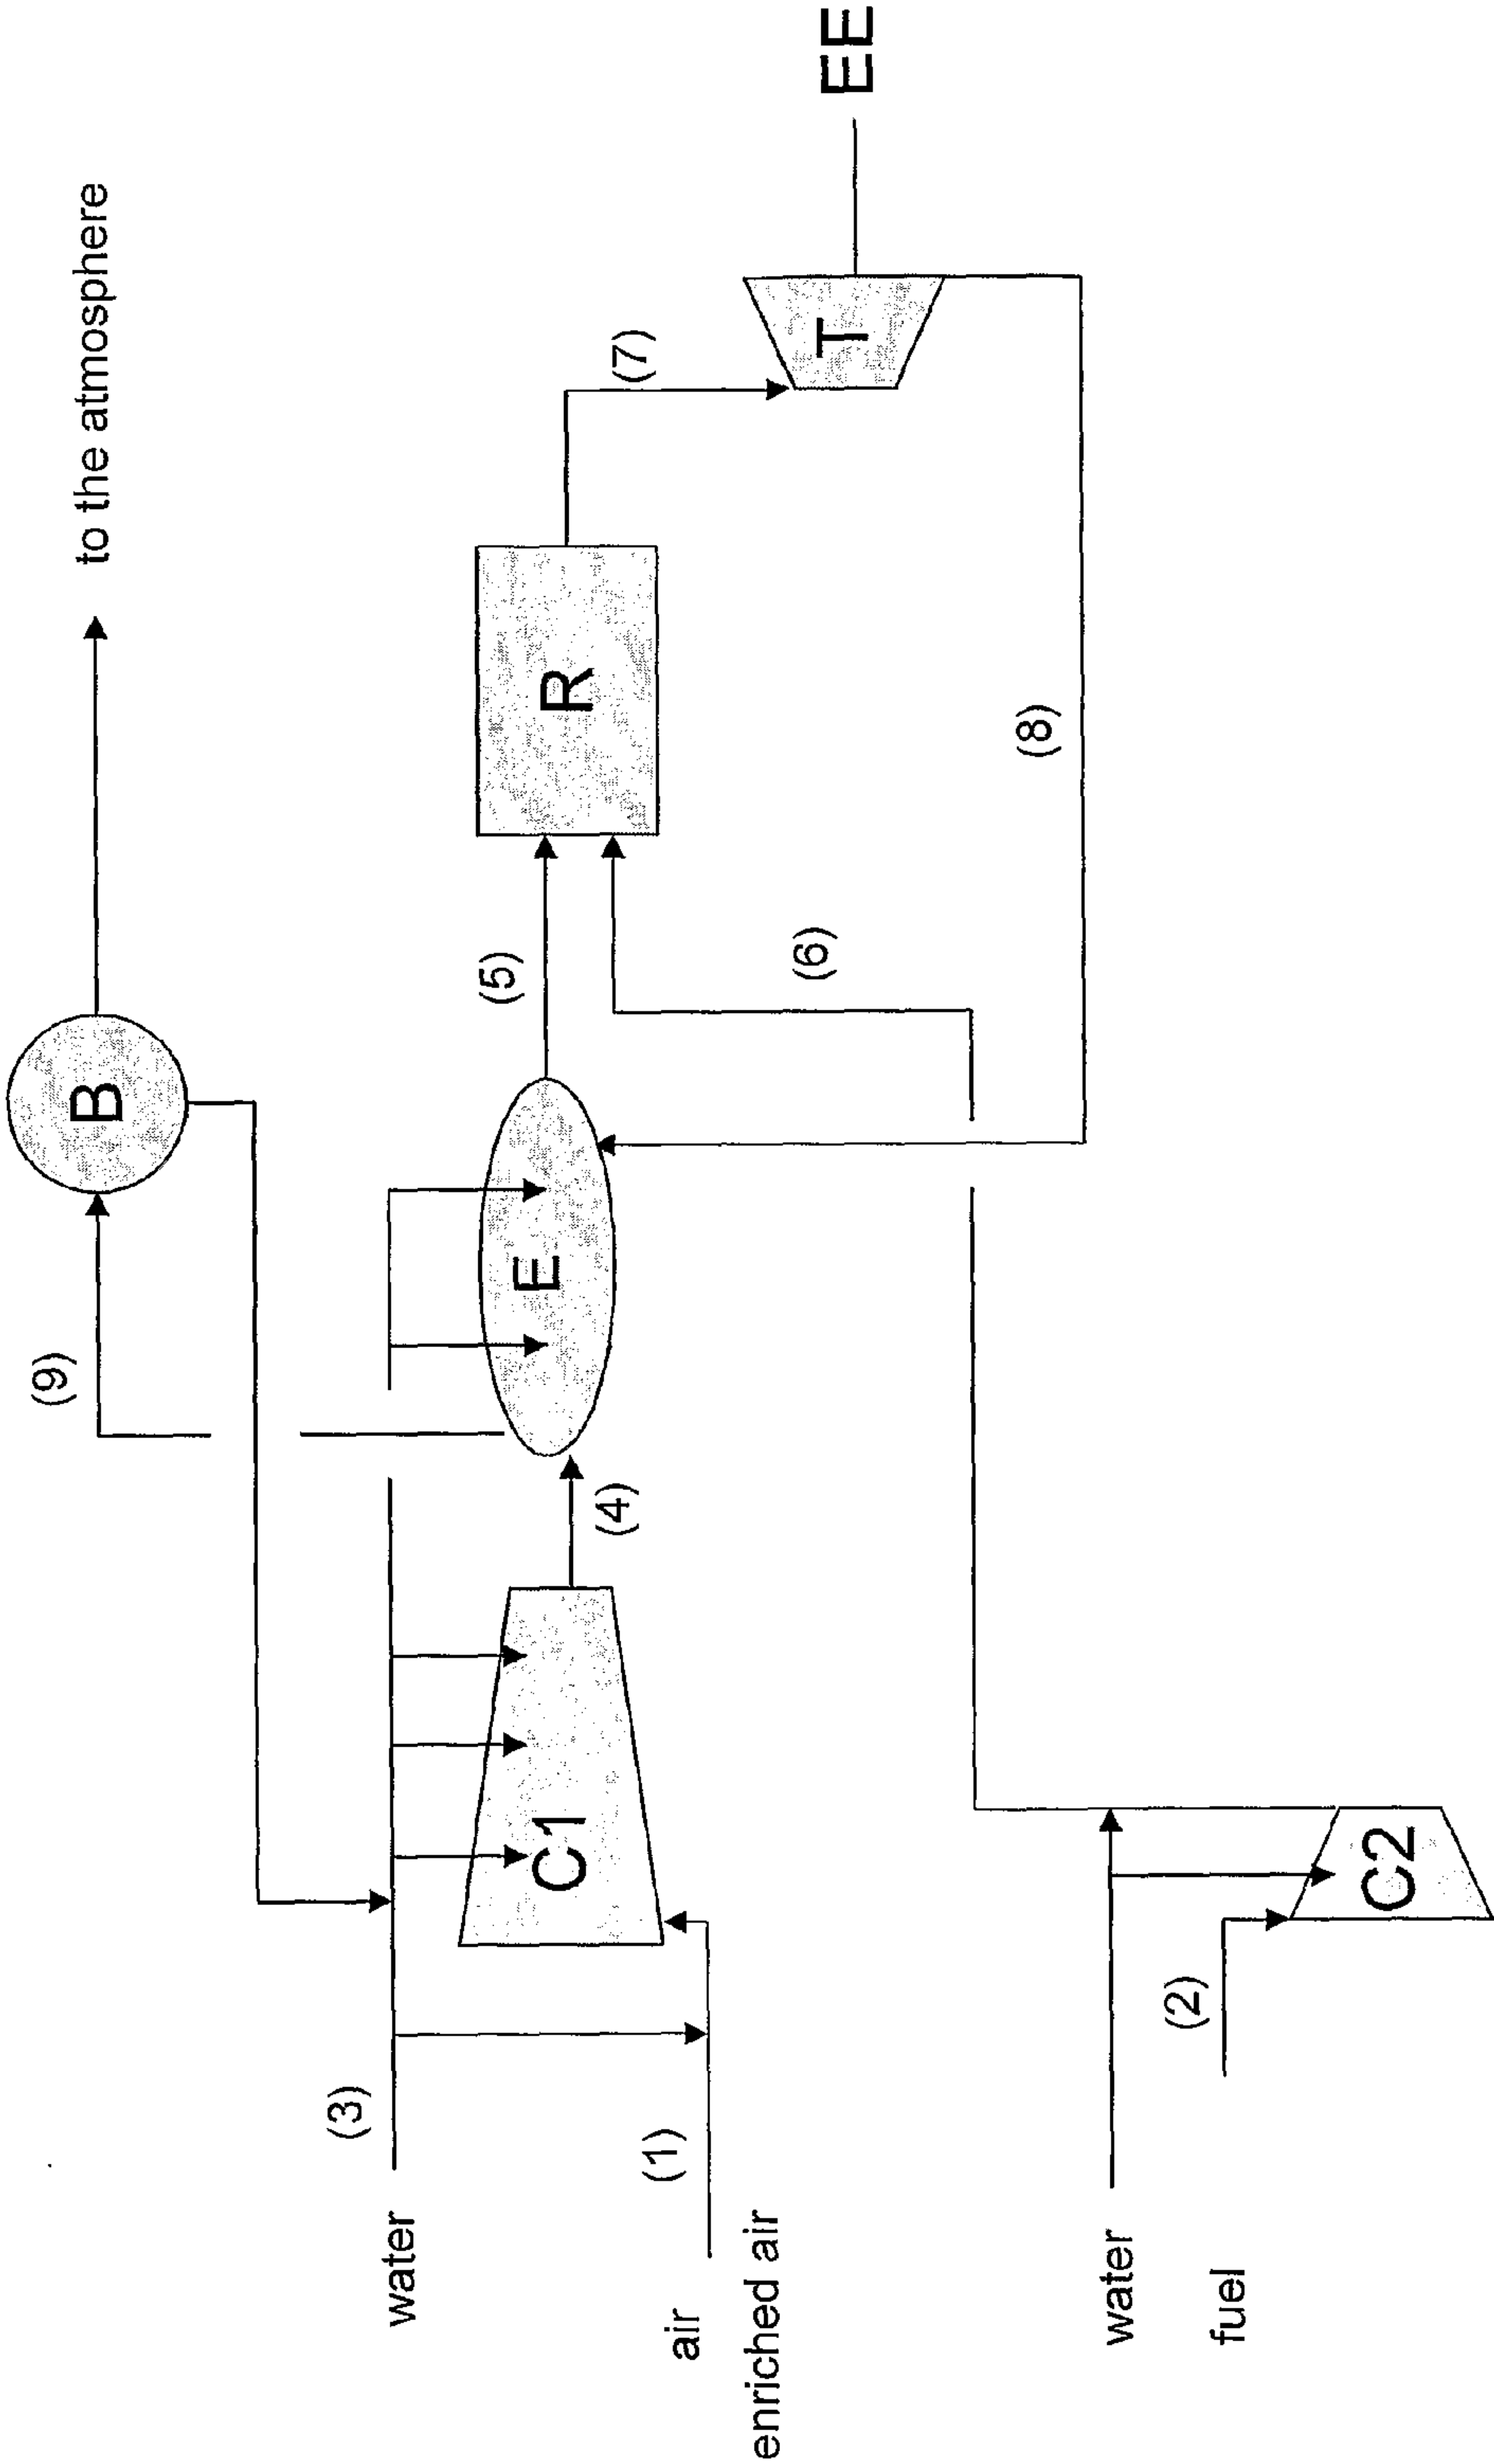 to the atmosphere
B
(9)
water
(3)
C1
(4)
E
(5)
R
(7)
T
EE
(1)
air
enriched air
(6)
(8)
water
(2)
fuel
C2